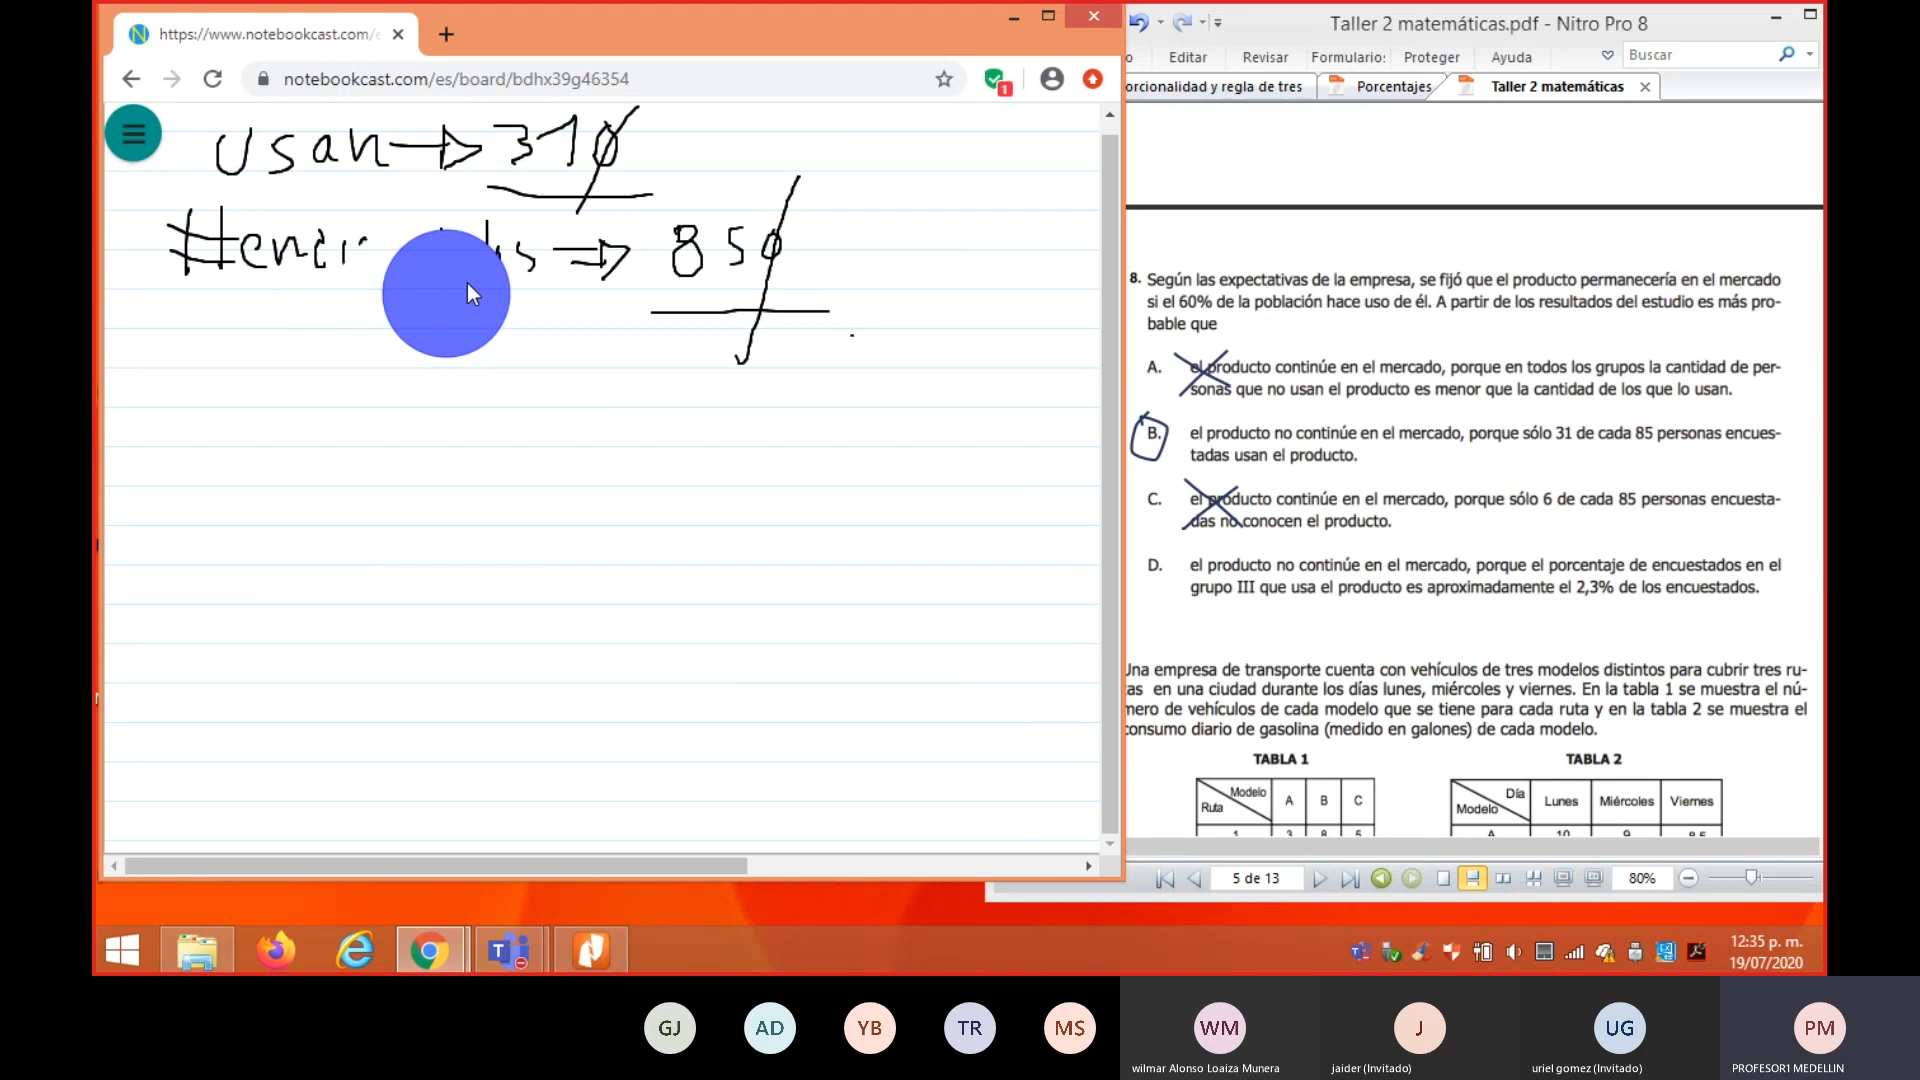 https://www.notebookcast.com/e
notebookcast.com/es/board/bdhx39g46354
1
Usan 310
850
Taller 2 matemáticas.pdf - Nitro Pro 8
o Editar Revisar Formularios Proteger Ayuda Buscar
orcionalidad y regla de tres Porcentajes Taller 2 matemáticas
8. Según las expectativas de la empresa, se fijó que el producto permanecería en el mercado
si el 60% de la población hace uso de él. A partir de los resultados del estudio es más pro-
bable que
A. el producto continúe en el mercado, porque en todos los grupos la cantidad de per-
sonas que no usan el producto es menor que la cantidad de los que lo usan.
B. el producto no continúe en el mercado, porque sólo 31 de cada 85 personas encues-
tadas usan el producto.
C. el producto continúe en el mercado, porque sólo 6 de cada 85 personas encuesta-
das no conocen el producto.
D. el producto no continúe en el mercado, porque el porcentaje de encuestados en el
grupo III que usa el producto es aproximadamente el 2,3% de los encuestados.
Una empresa de transporte cuenta con vehículos de tres modelos distintos para cubrir tres ru-
tas en una ciudad durante los días lunes, miércoles y viernes. En la tabla 1 se muestra el nú-
mero de vehículos de cada modelo que se tiene para cada ruta y en la tabla 2 se muestra el
consumo diario de gasolina (medido en galones) de cada modelo.
TABLA 1
Modelo
Ruta
A B C
1 3 8 5
TABLA 2
Día
Modelo
Lunes Miércoles Viernes
A 10 9 8,5
5 de 13
80%
12:35 p. m.
19/07/2020
GJ AD YB TR MS WM J UG PM
wilmar Alonso Loaiza Munera jaider (Invitado) uriel gomez (Invitado) PROFESOR1 MEDELLIN